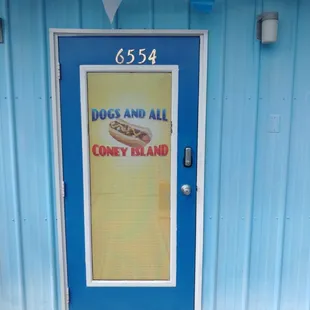 6554
DOGS AND ALL
CONEY ISLAND